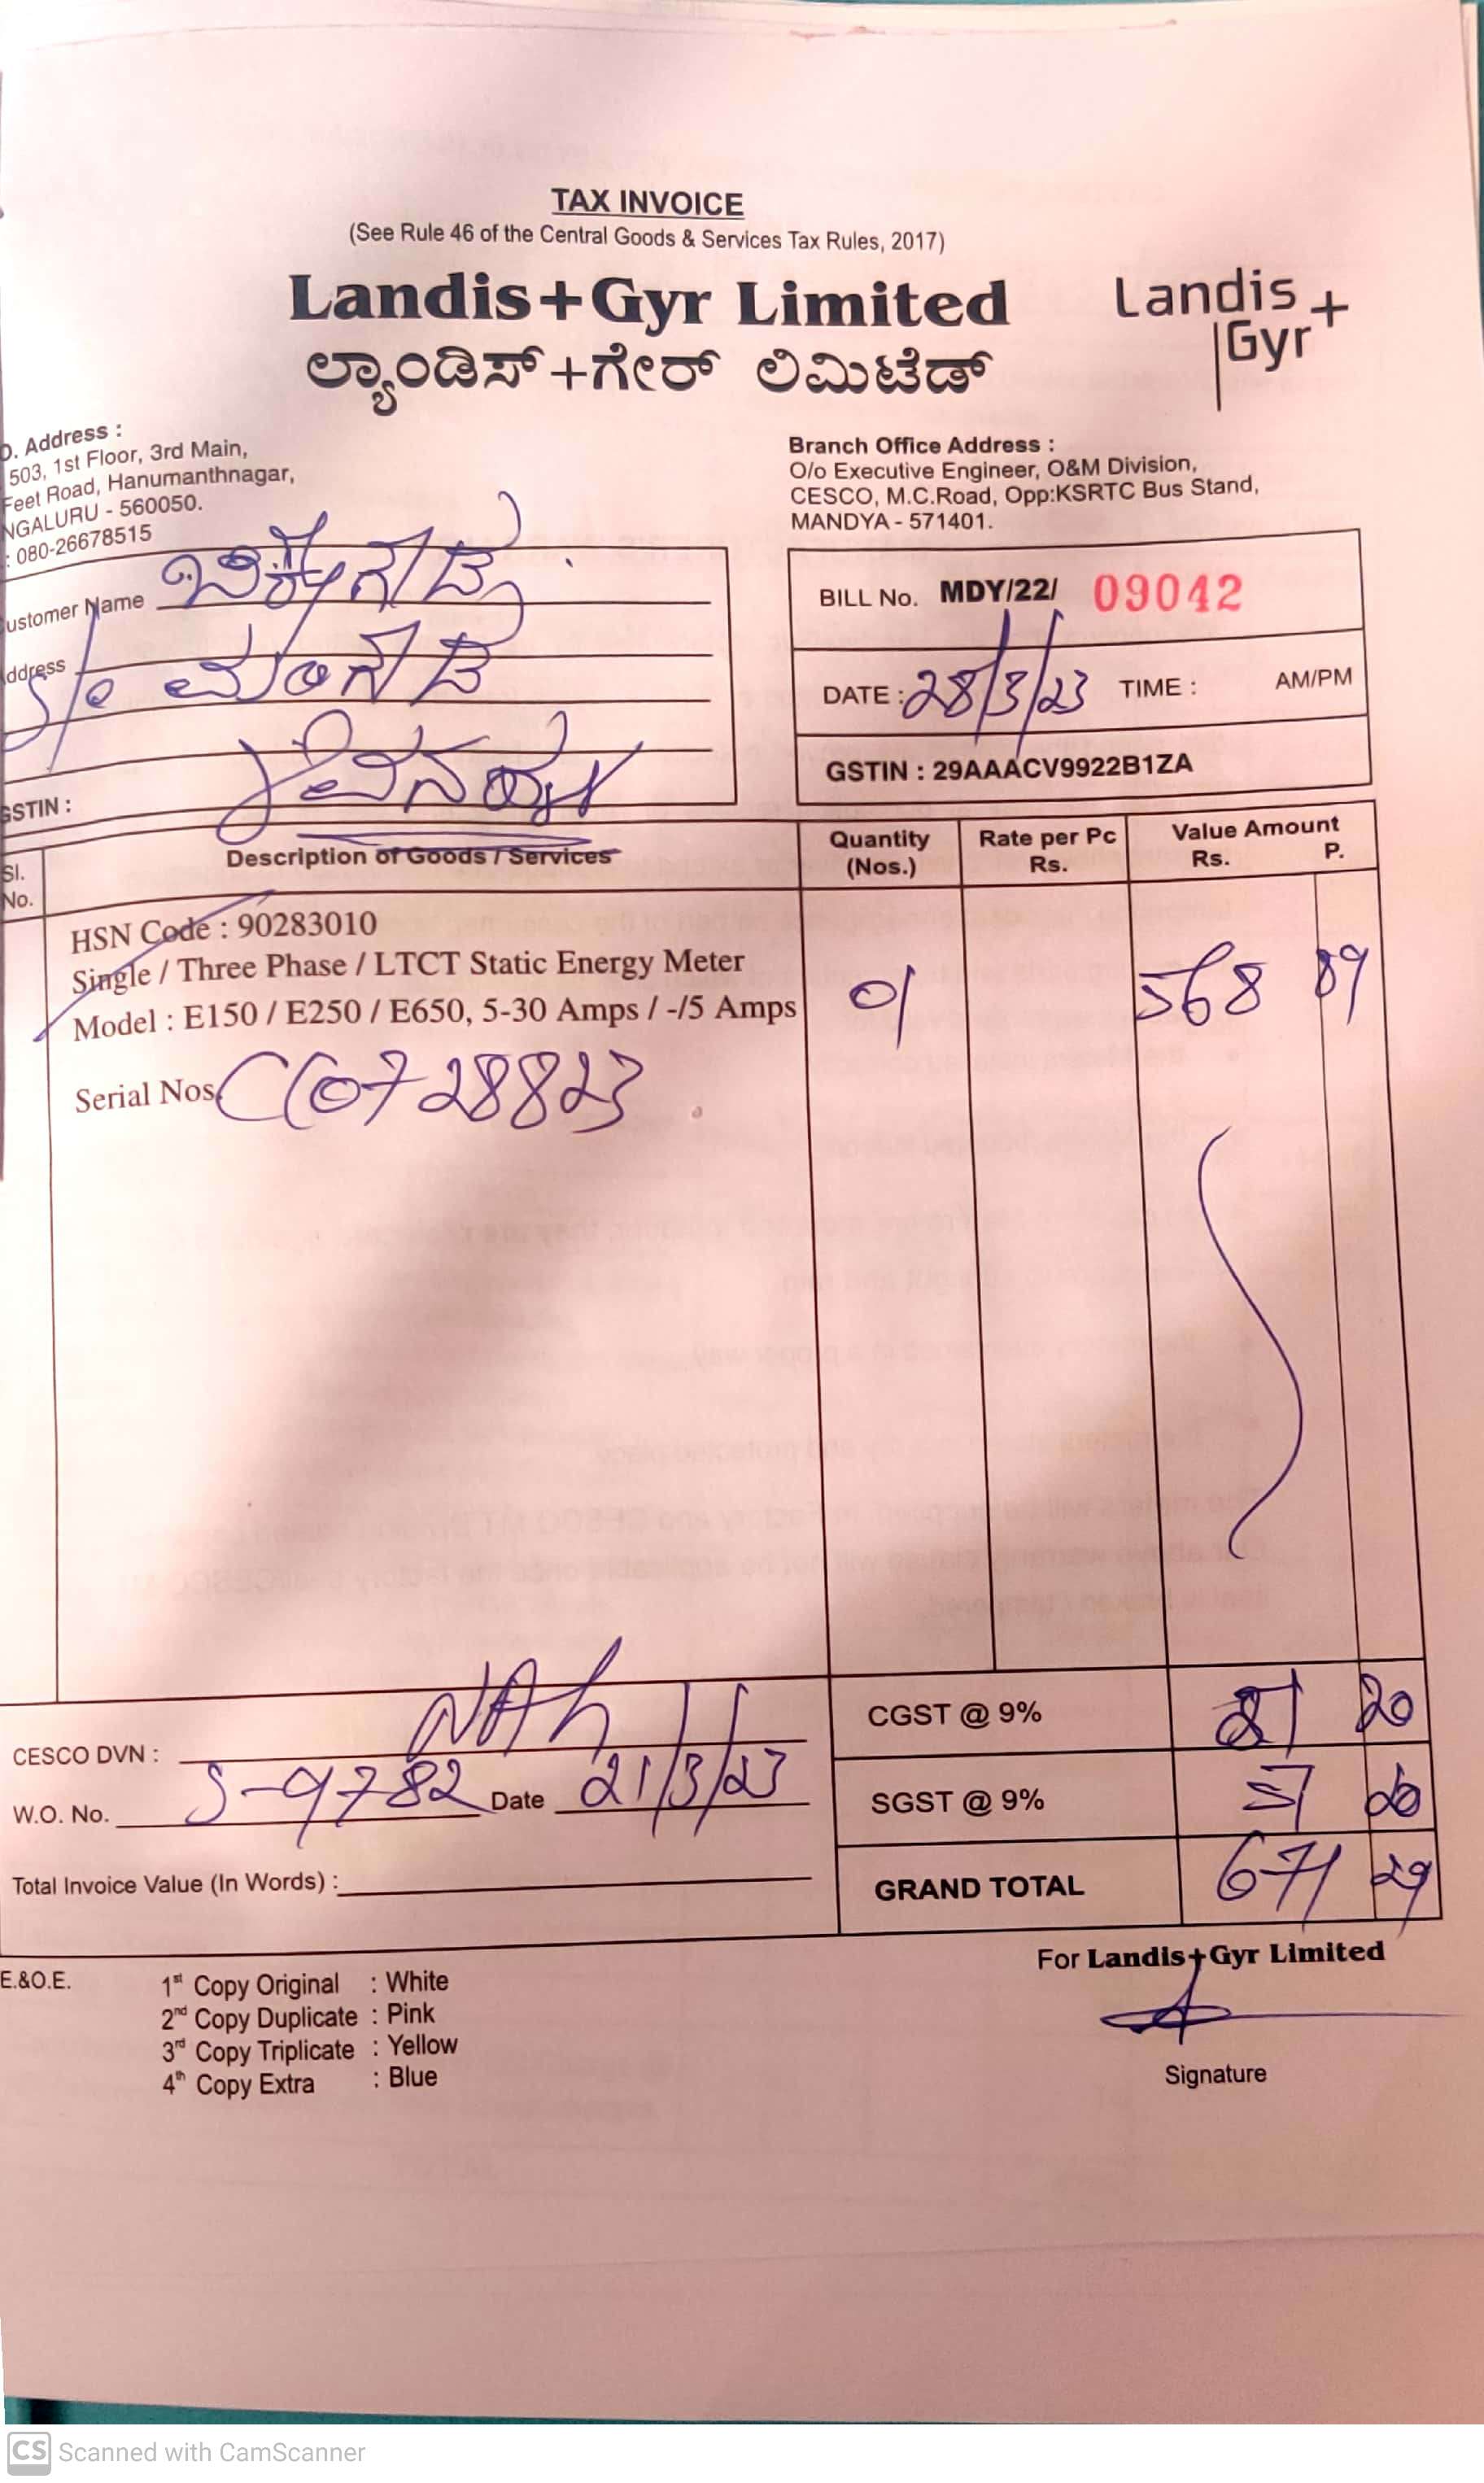 TAX INVOICE
(See Rule 46 of the Central Goods & Services Tax Rules, 2017)
Landis+Gyr Limited
ಲ್ಯಾಂಡಿಸ್+ಗೇರ್ ಲಿಮಿಟೆಡ್
Landis+
Gyr
O. Address :
503, 1st Floor, 3rd Main,
Feet Road, Hanumanthnagar,
NGALURU - 560050.
: 080-26678515
Branch Office Address :
O/o Executive Engineer, O&M Division,
CESCO, M.C.Road, Opp:KSRTC Bus Stand,
MANDYA - 571401.
ustomer Name
ddress S/o
GSTIN :
BILL No. MDY/22/ 09042
DATE : 28/3/23 TIME : AM/PM
GSTIN : 29AAACV9922B1ZA
Sl. No. Description of Goods / Services Quantity (Nos.) Rate per Pc Rs. Value Amount Rs. P.
HSN Code : 90283010
Single / Three Phase / LTCT Static Energy Meter
Model : E150 / E250 / E650, 5-30 Amps / -/5 Amps 01 568 89
Serial Nos. 
CESCO DVN :
W.O. No. S-9782 Date 21/3/23
Total Invoice Value (In Words) :
CGST @ 9% 51 20
SGST @ 9% 51 20
GRAND TOTAL 671 29
E.&O.E.
1st Copy Original : White
2nd Copy Duplicate : Pink
3rd Copy Triplicate : Yellow
4th Copy Extra : Blue
For Landis+Gyr Limited
Signature
CS Scanned with CamScanner